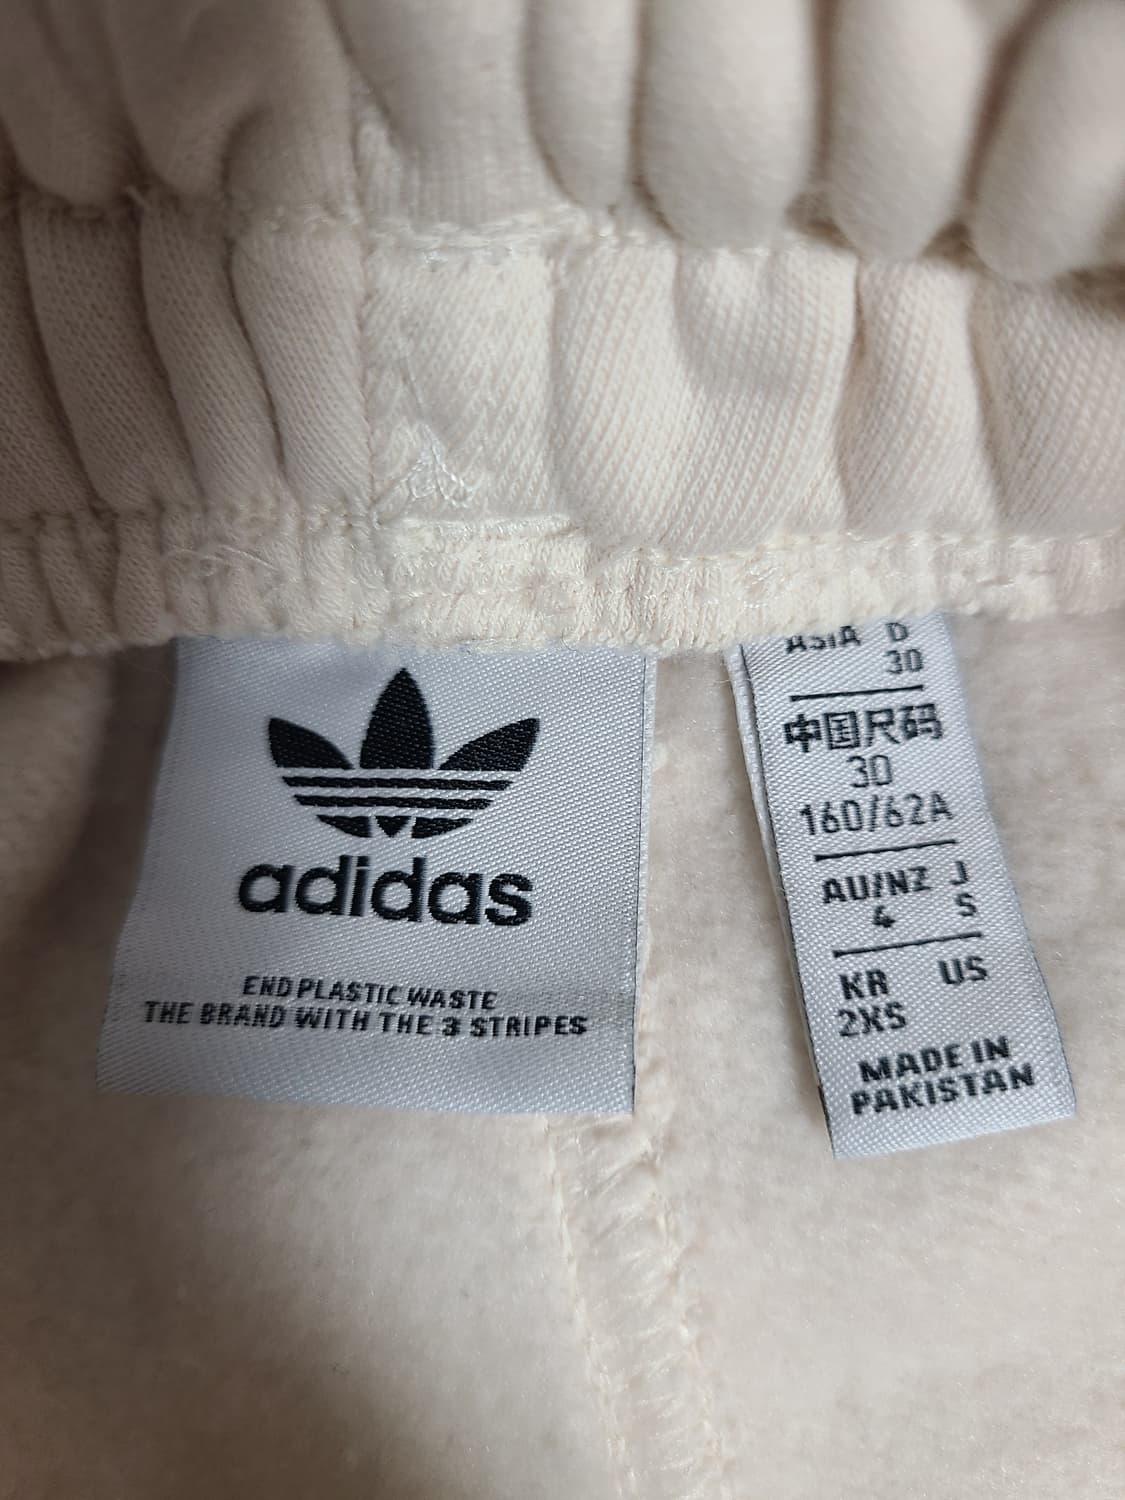 adidas
END PLASTIC WASTE
THE BRAND WITH THE 3 STRIPES
ASIA D
30
中国尺码
30
160/62A
AU/NZ J
4 S
KR US
2XS
MADE IN
PAKISTAN